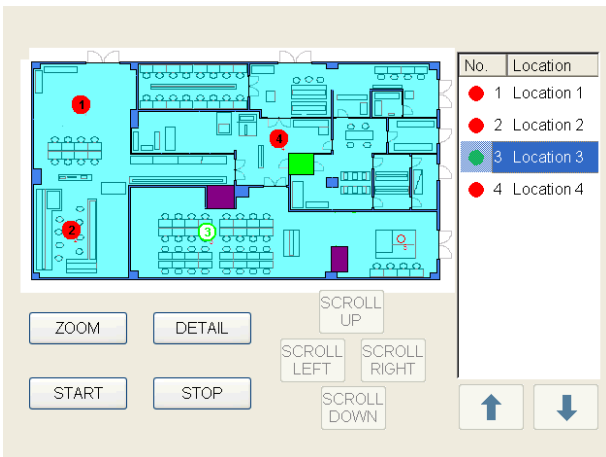 No. Location
1 Location 1
2 Location 2
3 Location 3
4 Location 4
1
4
2
3
ZOOM DETAIL
START STOP
SCROLL
UP
SCROLL
LEFT
SCROLL
RIGHT
SCROLL
DOWN